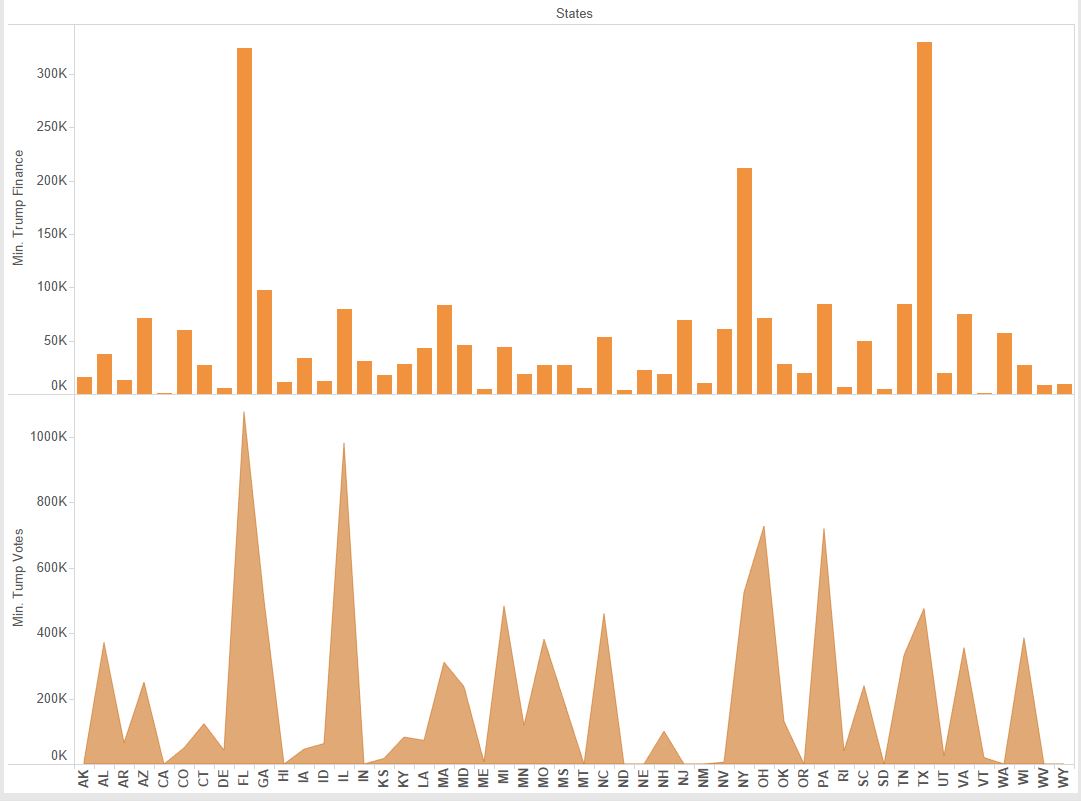 States
Min. Trump Finance
300K
250K
200K
150K
100K
50K
0K
Min. Tump Votes
1000K
800K
600K
400K
200K
0K
AK AL AR AZ CA CO CT DE FL GA HI IA ID IL IN KS KY LA MA MD ME MI MN MO MS MT NC ND NE NH NJ NM NV NY OH OK OR PA RI SC SD TN TX UT VA VT WA WI WV WY